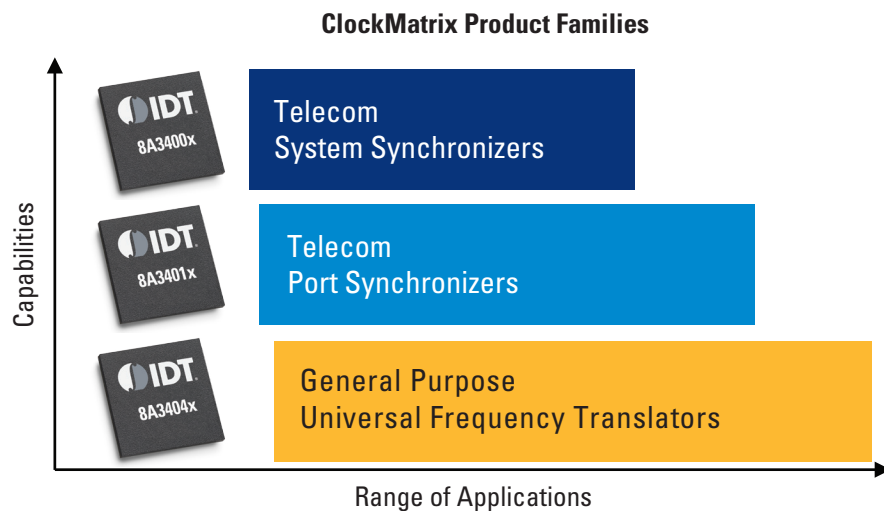 ClockMatrix Product Families
Capabilities
IDT.
8A3400x
Telecom
System Synchronizers
IDT.
8A3401x
Telecom
Port Synchronizers
IDT.
8A3404x
General Purpose
Universal Frequency Translators
Range of Applications